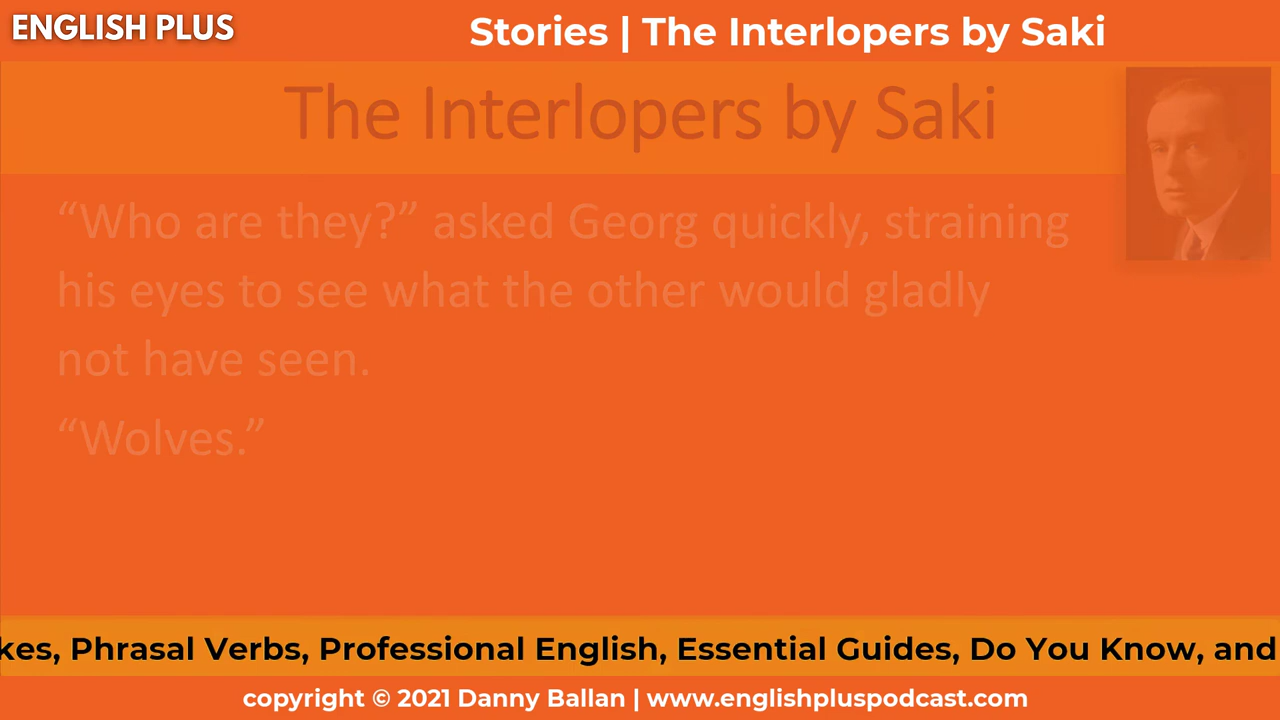 ENGLISH PLUS
Stories | The Interlopers by Saki
The Interlopers by Saki
“Who are they?” asked Georg quickly, straining
his eyes to see what the other would gladly
not have seen.
“Wolves.”
kes, Phrasal Verbs, Professional English, Essential Guides, Do You Know, and
copyright © 2021 Danny Ballan | www.englishpluspodcast.com